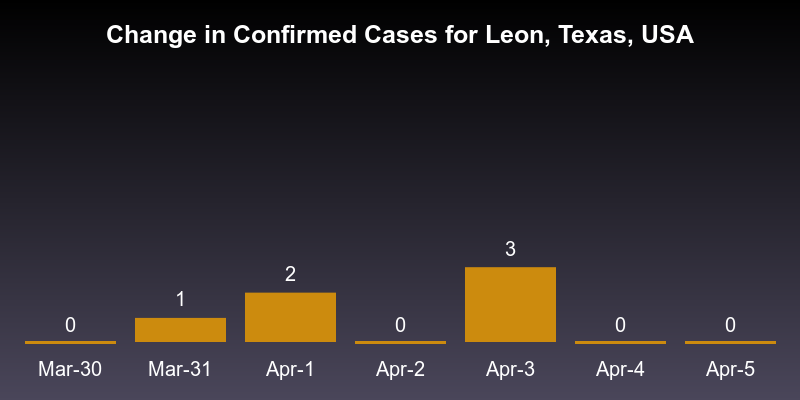 Change in Confirmed Cases for Leon, Texas, USA
0 1 2 0 3 0 0
Mar-30 Mar-31 Apr-1 Apr-2 Apr-3 Apr-4 Apr-5